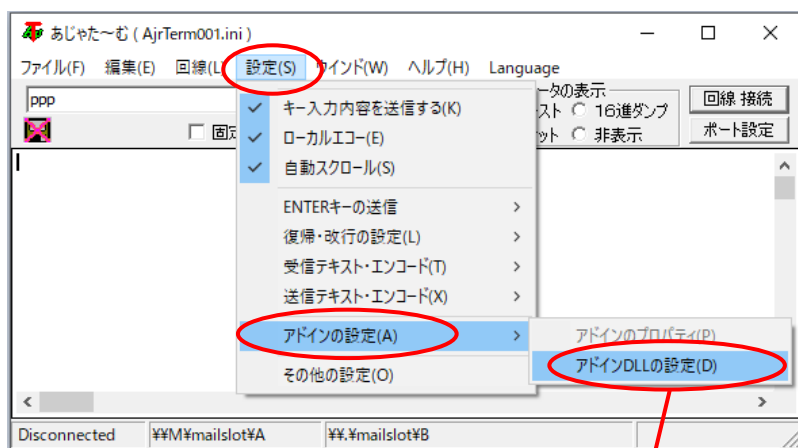 あじゃた～む ( AjrTerm001.ini )
ファイル(F) 編集(E) 回線(L) 設定(S) ウインド(W) ヘルプ(H) Language
ppp
タの表示
回線 接続
スト 16進ダンプ
固定
ット 非表示
ポート設定
キー入力内容を送信する(K)
ローカルエコー(E)
自動スクロール(S)
ENTERキーの送信
復帰・改行の設定(L)
受信テキスト・エンコード(T)
送信テキスト・エンコード(X)
アドインの設定(A)
アドインのプロパティ(P)
アドインDLLの設定(D)
その他の設定(O)
Disconnected ¥¥M¥mailslot¥A ¥¥.¥mailslot¥B